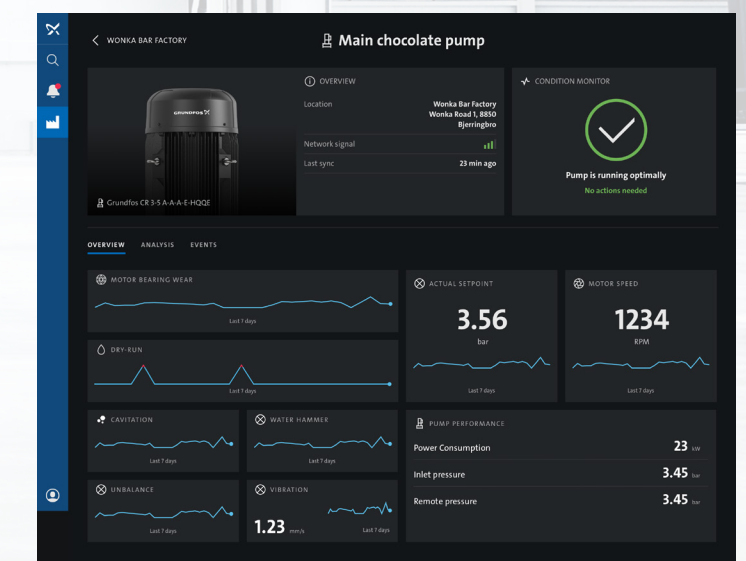 WONKA BAR FACTORY
Main chocolate pump
GRUNDFOS
Grundfos CR 3-5 A-A-A-E-HQQE
OVERVIEW
Location
Wonka Bar Factory
Wonka Road 1, 8850
Bjerringbro
Network signal
Last sync
23 min ago
CONDITION MONITOR
Pump is running optimally
No actions needed
OVERVIEW
ANALYSIS
EVENTS
MOTOR BEARING WEAR
Last 7 days
DRY-RUN
Last 7 days
ACTUAL SETPOINT
3.56
bar
Last 7 days
MOTOR SPEED
1234
RPM
Last 7 days
CAVITATION
Last 7 days
WATER HAMMER
Last 7 days
UNBALANCE
Last 7 days
VIBRATION
1.23 mm/s
Last 7 days
PUMP PERFORMANCE
Power Consumption 23 kW
Inlet pressure 3.45 bar
Remote pressure 3.45 bar